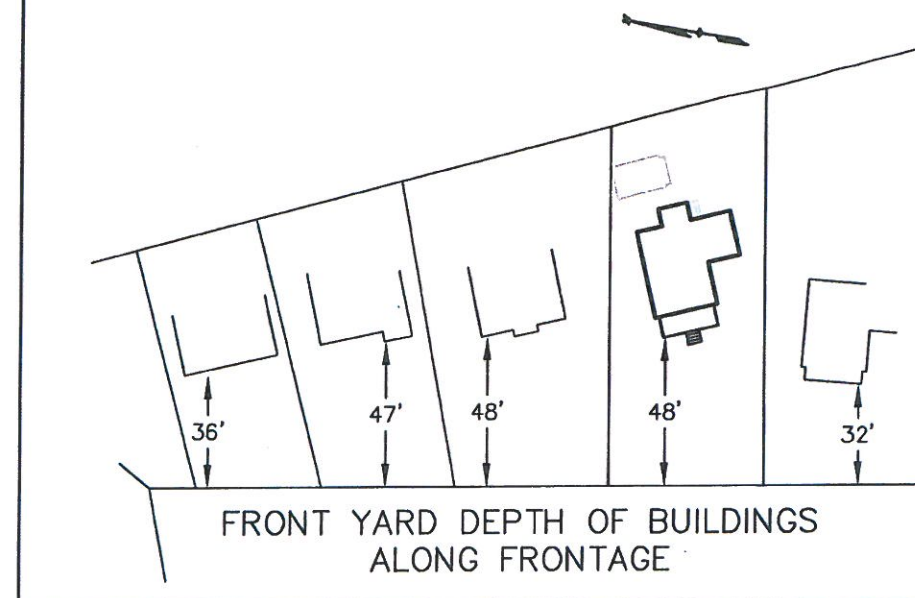 36'
47'
48'
48'
32'
FRONT YARD DEPTH OF BUILDINGS
ALONG FRONTAGE